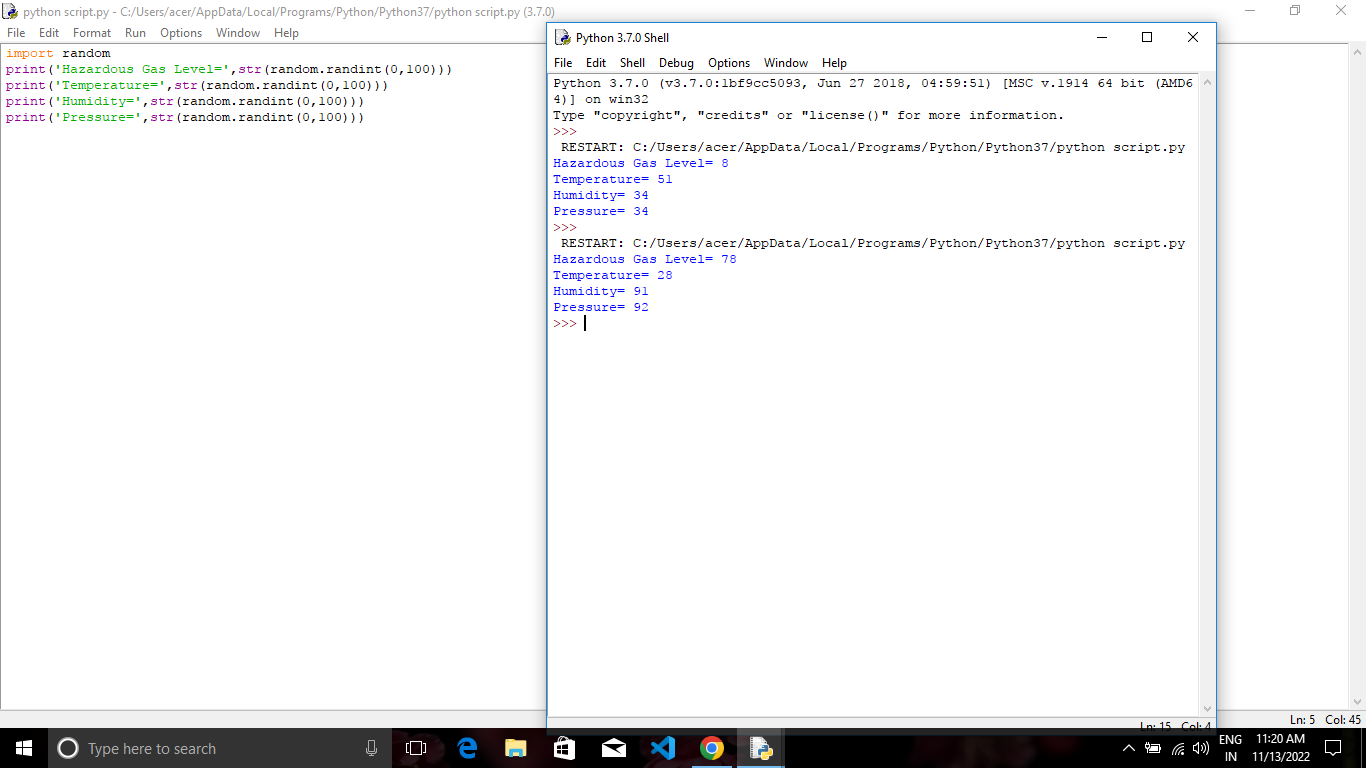 python script.py - C:/Users/acer/AppData/Local/Programs/Python/Python37/python script.py (3.7.0)
File Edit Format Run Options Window Help
import random
print('Hazardous Gas Level=',str(random.randint(0,100)))
print('Temperature=',str(random.randint(0,100)))
print('Humidity=',str(random.randint(0,100)))
print('Pressure=',str(random.randint(0,100)))
Python 3.7.0 Shell
File Edit Shell Debug Options Window Help
Python 3.7.0 (v3.7.0:1bf9cc5093, Jun 27 2018, 04:59:51) [MSC v.1914 64 bit (AMD6
4)] on win32
Type "copyright", "credits" or "license()" for more information.
>>>
 RESTART: C:/Users/acer/AppData/Local/Programs/Python/Python37/python script.py
Hazardous Gas Level= 8
Temperature= 51
Humidity= 34
Pressure= 34
>>>
 RESTART: C:/Users/acer/AppData/Local/Programs/Python/Python37/python script.py
Hazardous Gas Level= 78
Temperature= 28
Humidity= 91
Pressure= 92
>>>
Ln: 15 Col: 4
Ln: 5 Col: 45
Type here to search
ENG
IN
11:20 AM
11/13/2022